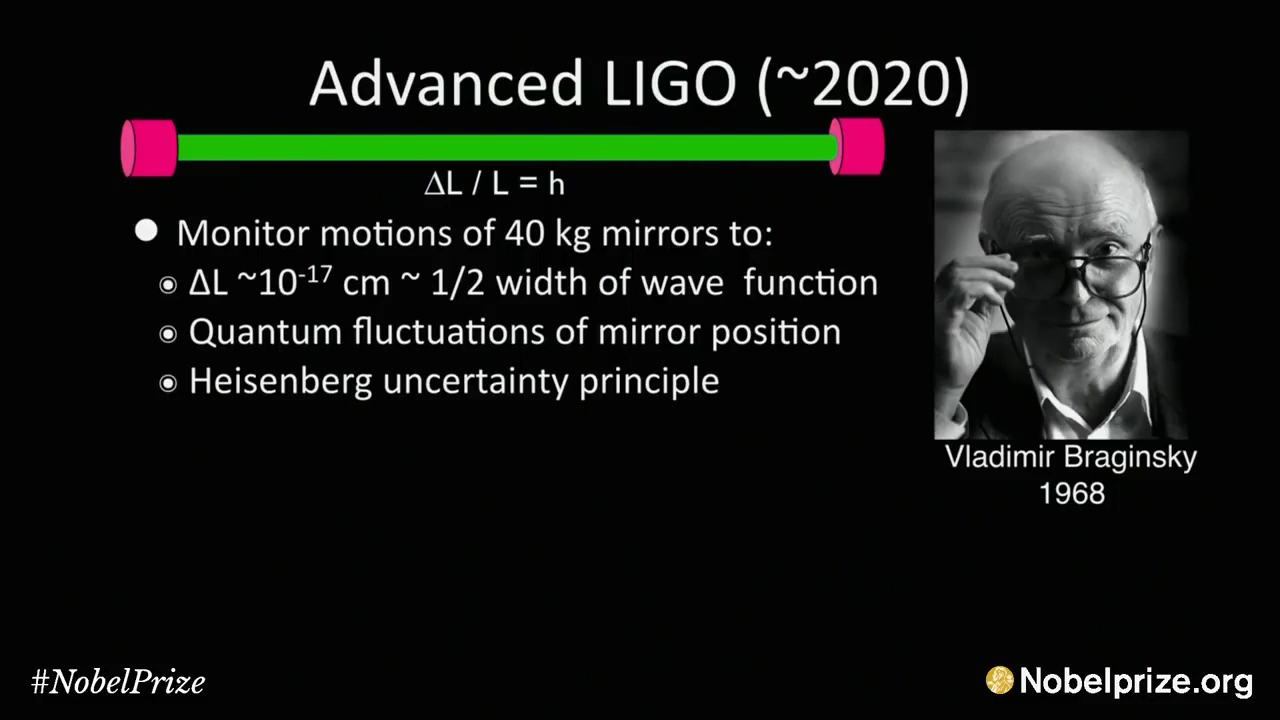 Advanced LIGO (~2020)
ΔL / L = h
Monitor motions of 40 kg mirrors to:
ΔL ~10⁻¹⁷ cm ~ 1/2 width of wave function
Quantum fluctuations of mirror position
Heisenberg uncertainty principle
Vladimir Braginsky
1968
#NobelPrize
Nobelprize.org